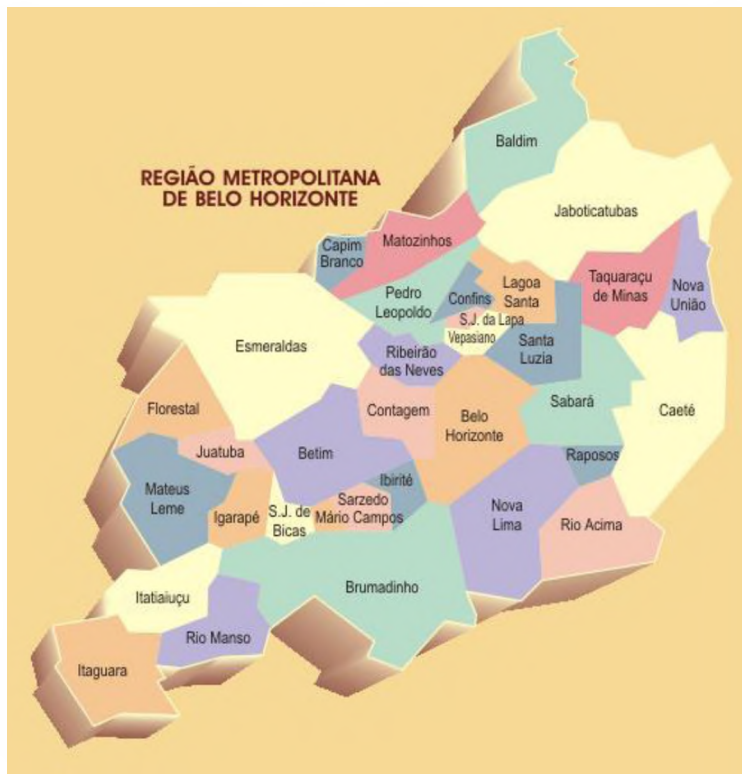 REGIÃO METROPOLITANA
DE BELO HORIZONTE
Baldim
Jaboticatubas
Capim
Branco
Matozinhos
Pedro
Leopoldo
Confins
Lagoa
Santa
Taquaraçu
de Minas
Nova
União
S.J. da Lapa
Vepasiano
Santa
Luzia
Esmeraldas
Ribeirão
das Neves
Florestal
Contagem
Belo
Horizonte
Sabará
Caeté
Juatuba
Betim
Raposos
Mateus
Leme
Igarapé
S.J. de
Bicas
Ibirité
Sarzedo
Mário Campos
Nova
Lima
Rio Acima
Itatiaiuçu
Brumadinho
Rio Manso
Itaguara